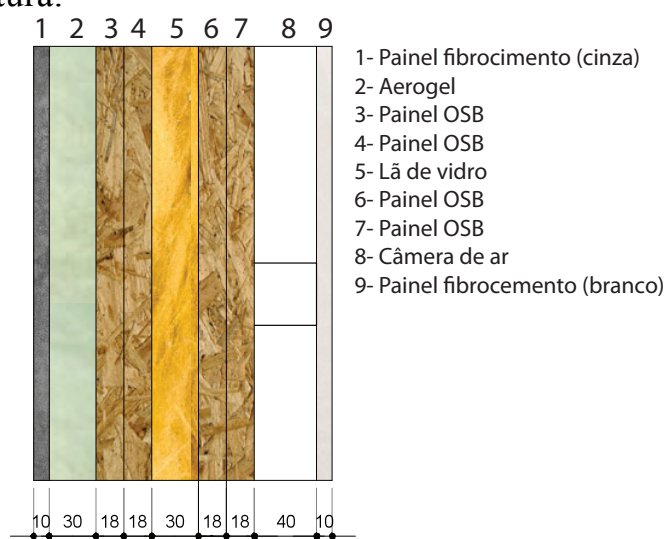 tura.
1 2 3 4 5 6 7 8 9
1- Painel fibrocimento (cinza)
2- Aerogel
3- Painel OSB
4- Painel OSB
5- Lã de vidro
6- Painel OSB
7- Painel OSB
8- Câmera de ar
9- Painel fibrocemento (branco)
10 30 18 18 30 18 18 40 10